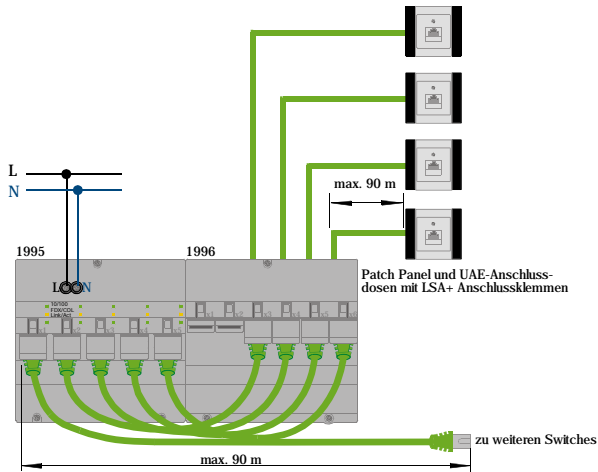 L
N
max. 90 m
1995
1996
L
N
Patch Panel und UAE-Anschluss-
dosen mit LSA+ Anschlussklemmen
10/100
FDX/COL
Link/Act
zu weiteren Switches
max. 90 m